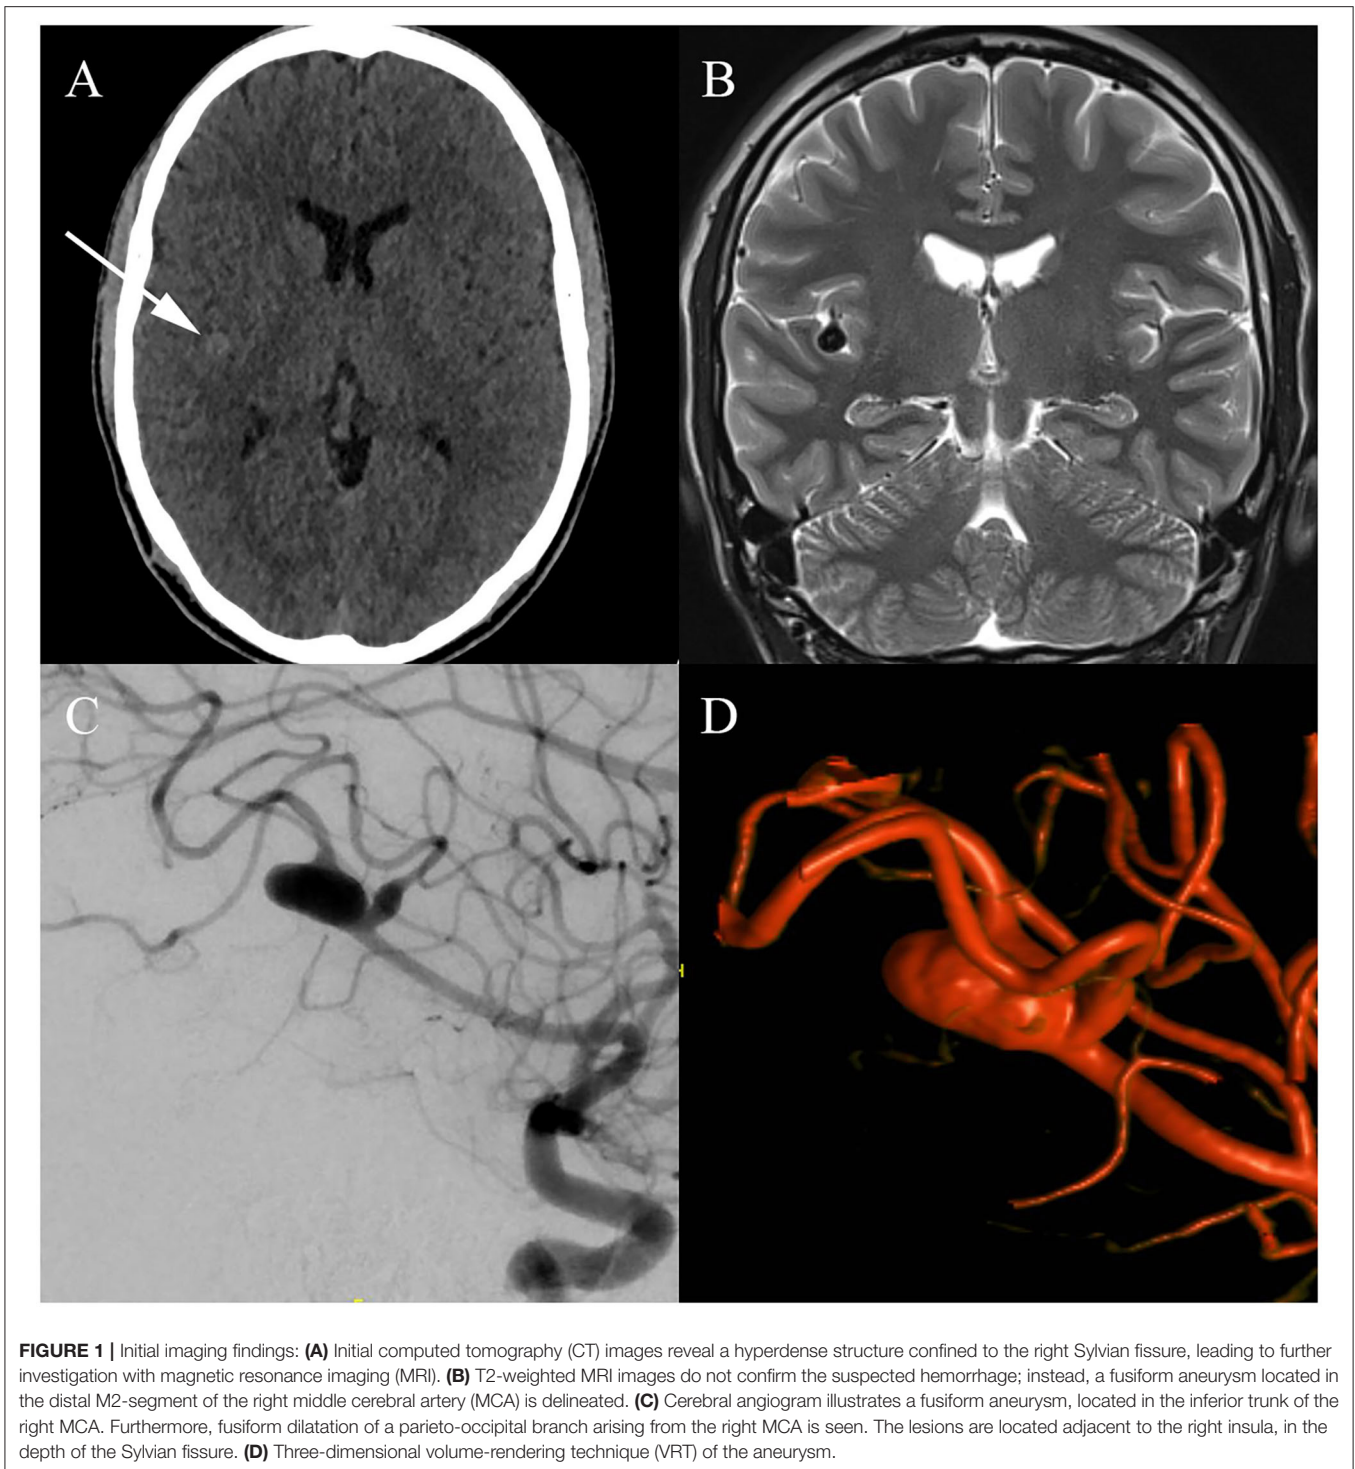 A
B
C
D
FIGURE 1 | Initial imaging findings: (A) Initial computed tomography (CT) images reveal a hyperdense structure confined to the right Sylvian fissure, leading to further
investigation with magnetic resonance imaging (MRI). (B) T2-weighted MRI images do not confirm the suspected hemorrhage; instead, a fusiform aneurysm located in
the distal M2-segment of the right middle cerebral artery (MCA) is delineated. (C) Cerebral angiogram illustrates a fusiform aneurysm, located in the inferior trunk of the
right MCA. Furthermore, fusiform dilatation of a parieto-occipital branch arising from the right MCA is seen. The lesions are located adjacent to the right insula, in the
depth of the Sylvian fissure. (D) Three-dimensional volume-rendering technique (VRT) of the aneurysm.